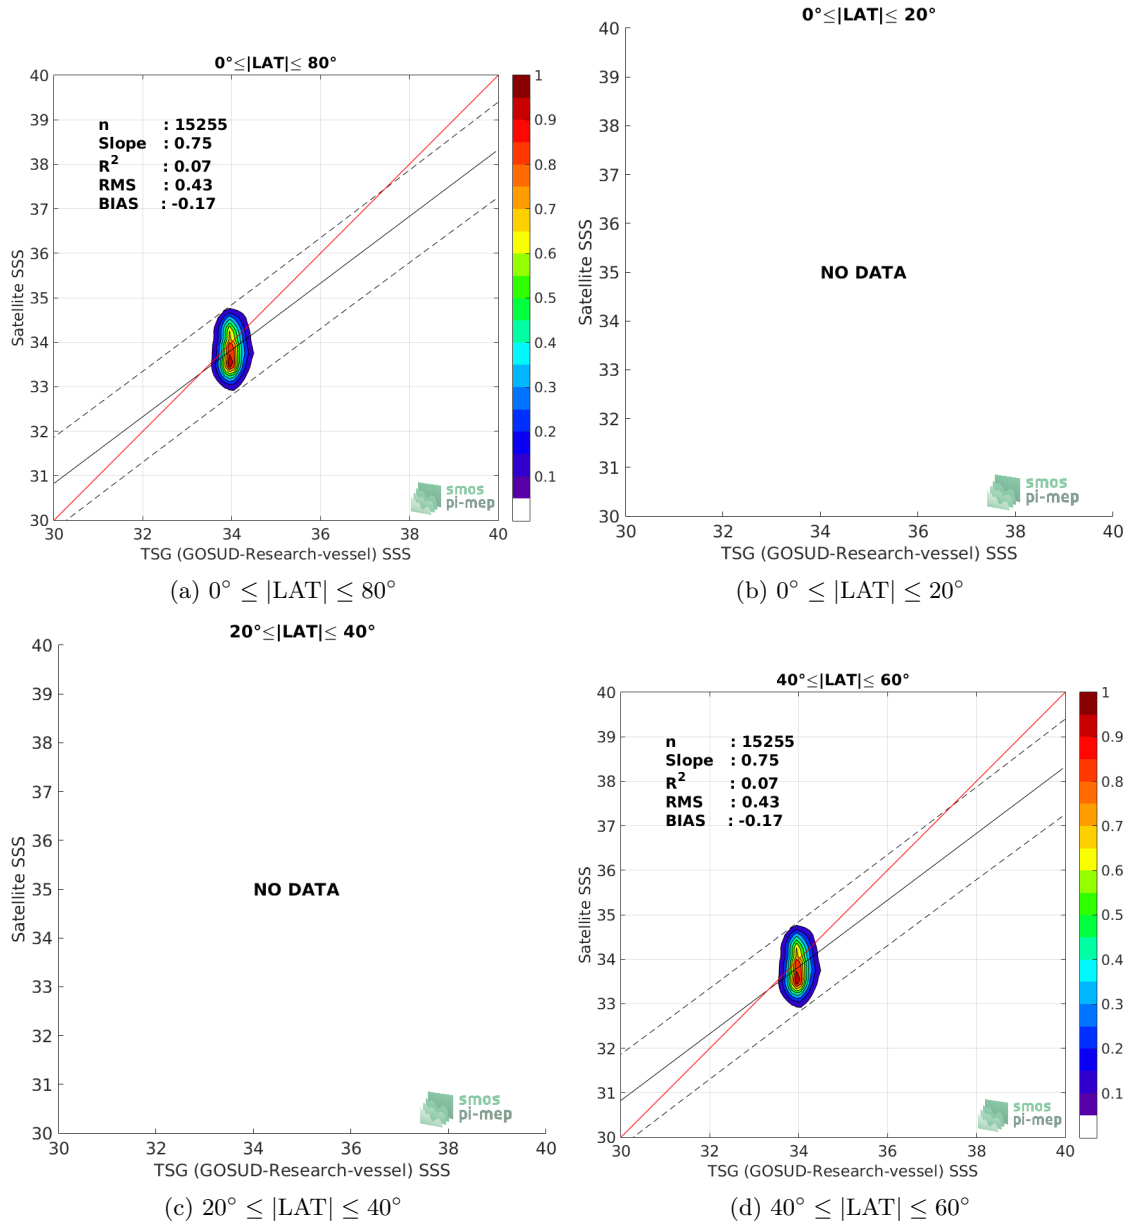 0°≤|LAT|≤ 80°
40
39
38
37
36
35
34
33
32
31
30
Satellite SSS
n : 15255
Slope : 0.75
R² : 0.07
RMS : 0.43
BIAS : -0.17
smos
pi-mep
30 32 34 36 38 40
TSG (GOSUD-Research-vessel) SSS
1
0.9
0.8
0.7
0.6
0.5
0.4
0.3
0.2
0.1
(a) 0° ≤ |LAT| ≤ 80°
0°≤|LAT|≤ 20°
40
39
38
37
36
35
34
33
32
31
30
Satellite SSS
NO DATA
smos
pi-mep
30 32 34 36 38 40
TSG (GOSUD-Research-vessel) SSS
(b) 0° ≤ |LAT| ≤ 20°
20°≤|LAT|≤ 40°
40
39
38
37
36
35
34
33
32
31
30
Satellite SSS
NO DATA
smos
pi-mep
30 32 34 36 38 40
TSG (GOSUD-Research-vessel) SSS
(c) 20° ≤ |LAT| ≤ 40°
40°≤|LAT|≤ 60°
40
39
38
37
36
35
34
33
32
31
30
Satellite SSS
n : 15255
Slope : 0.75
R² : 0.07
RMS : 0.43
BIAS : -0.17
smos
pi-mep
30 32 34 36 38 40
TSG (GOSUD-Research-vessel) SSS
1
0.9
0.8
0.7
0.6
0.5
0.4
0.3
0.2
0.1
(d) 40° ≤ |LAT| ≤ 60°